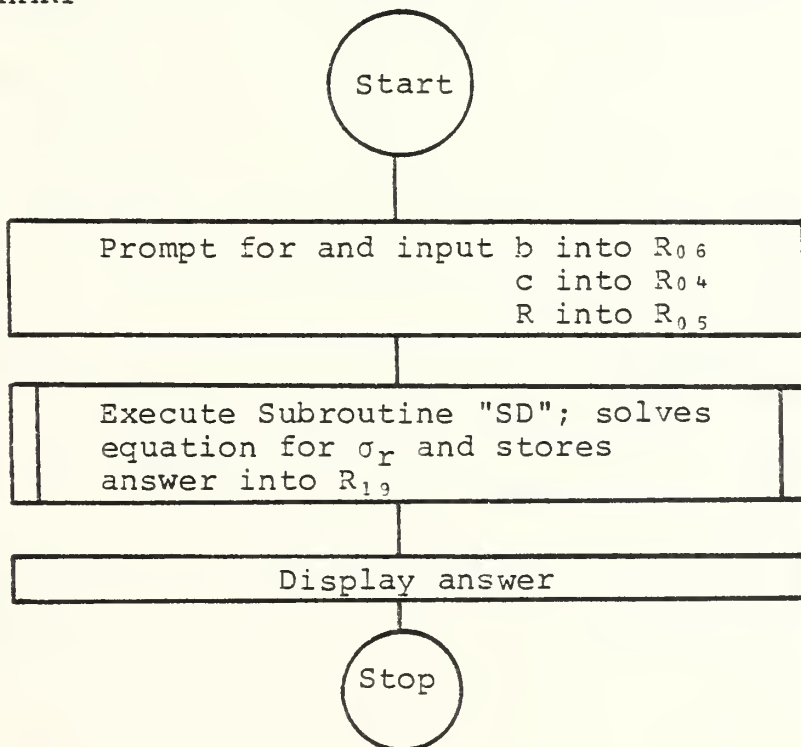 Start
Prompt for and input b into R₀₆
c into R₀₄
R into R₀₅
Execute Subroutine "SD"; solves
equation for σᵣ and stores
answer into R₁₉
Display answer
Stop